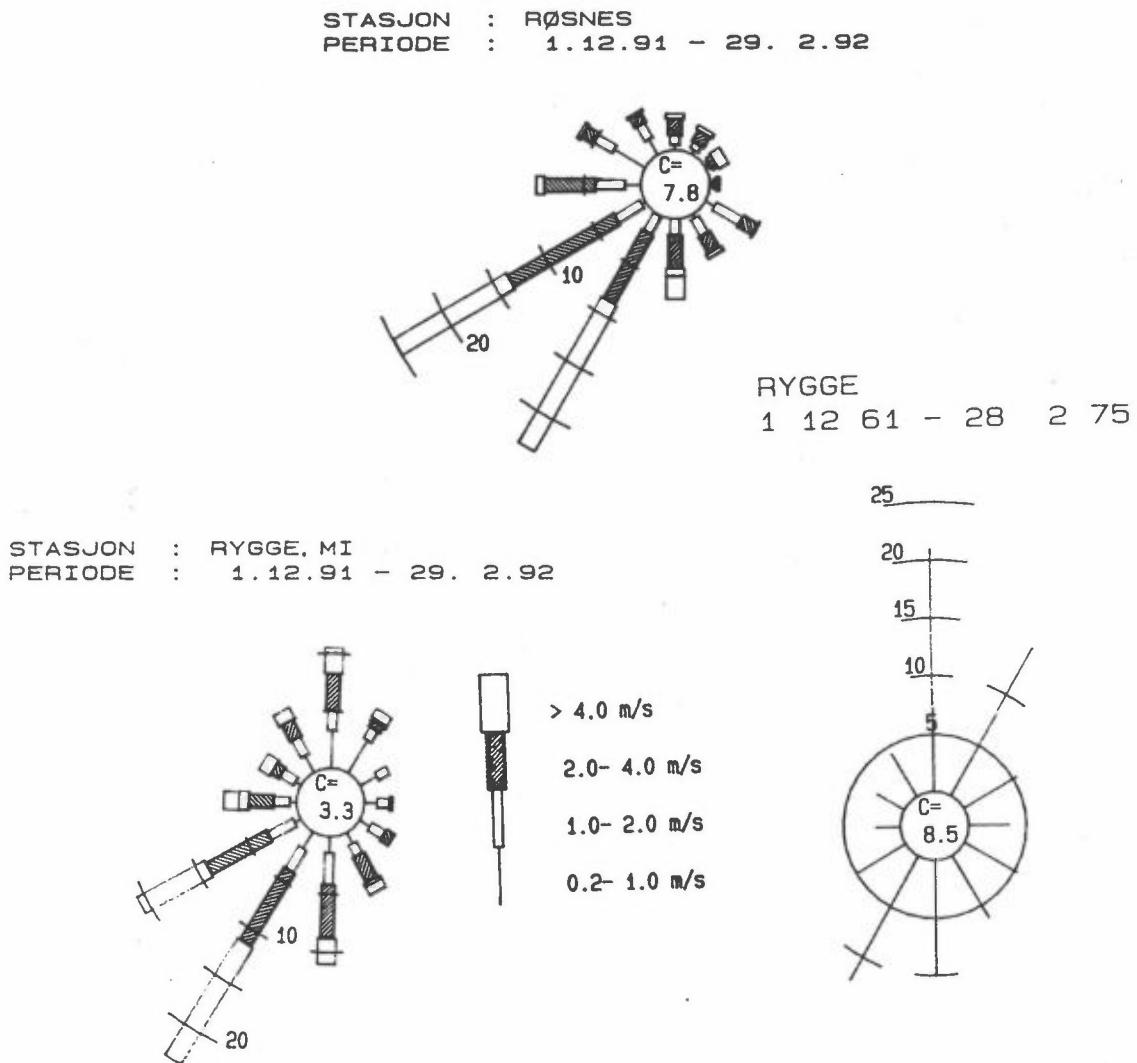 STASJON : RØSNES
PERIODE : 1.12.91 - 29. 2.92
C=
7.8
10
20
RYGGE
1 12 61 - 28 2 75
25
20
15
10
5
C=
8.5
STASJON : RYGGE, MI
PERIODE : 1.12.91 - 29. 2.92
C=
3.3
10
20
> 4.0 m/s
2.0- 4.0 m/s
1.0- 2.0 m/s
0.2- 1.0 m/s